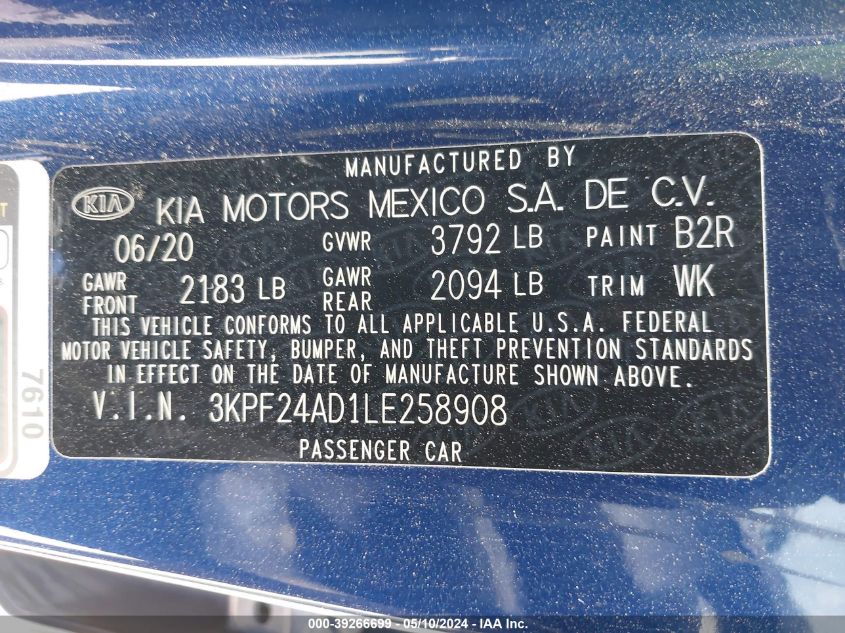 MANUFACTURED BY
KIA KIA MOTORS MEXICO S.A. DE C.V.
06/20 GVWR 3792 LB PAINT B2R
GAWR FRONT 2183 LB GAWR REAR 2094 LB TRIM WK
THIS VEHICLE CONFORMS TO ALL APPLICABLE U.S.A. FEDERAL
MOTOR VEHICLE SAFETY, BUMPER, AND THEFT PREVENTION STANDARDS
IN EFFECT ON THE DATE OF MANUFACTURE SHOWN ABOVE.
V.I.N. 3KPF24AD1LE258908
PASSENGER CAR
7610
000-39266699 - 05/10/2024 - IAAI.COM